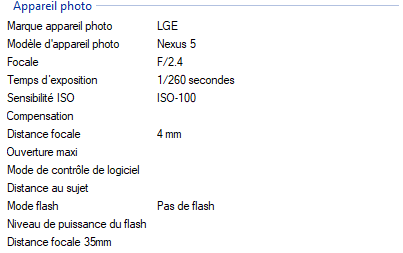 Appareil photo
Marque appareil photo LGE
Modèle d'appareil photo Nexus 5
Focale F/2.4
Temps d'exposition 1/260 secondes
Sensibilité ISO ISO-100
Compensation
Distance focale 4 mm
Ouverture maxi
Mode de contrôle de logiciel
Distance au sujet
Mode flash Pas de flash
Niveau de puissance du flash
Distance focale 35mm